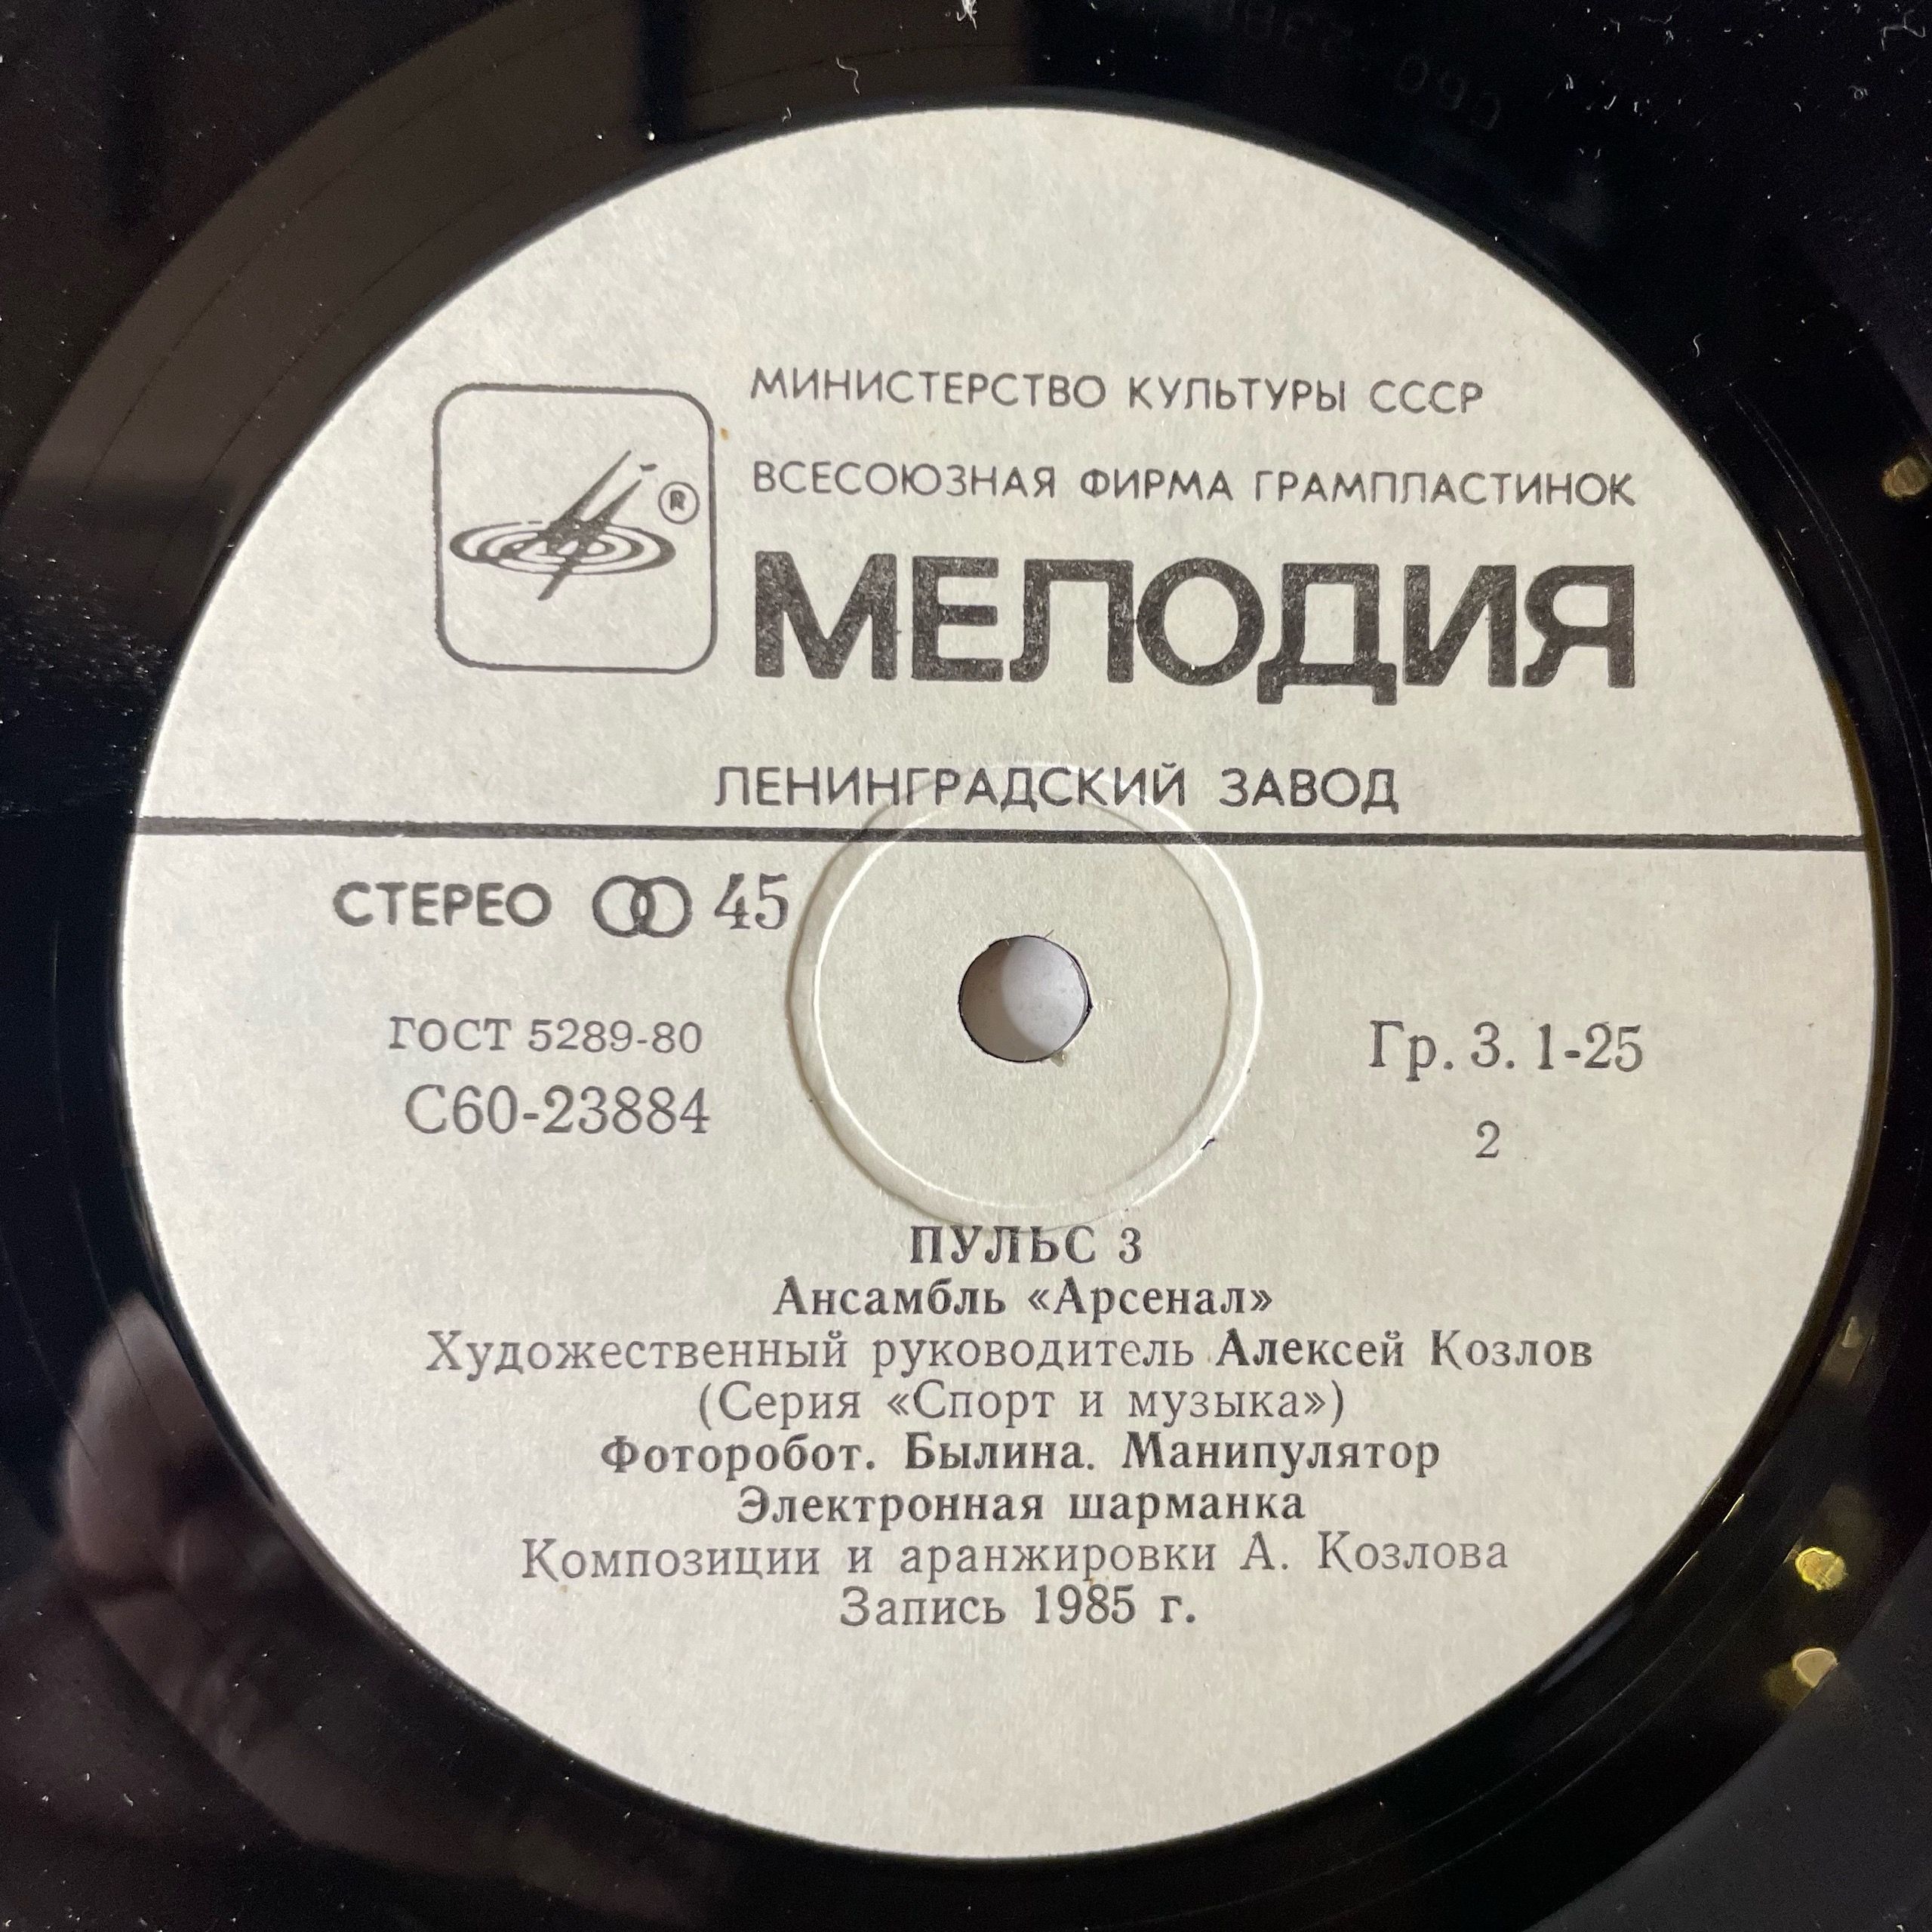 МИНИСТЕРСТВО КУЛЬТУРЫ СССР
ВСЕСОЮЗНАЯ ФИРМА ГРАМПЛАСТИНОК
®
МЕЛОДИЯ
ЛЕНИНГРАДСКИЙ ЗАВОД
СТЕРЕО 45
ГОСТ 5289-80
С60-23884
Гр. 3. 1-25
2
ПУЛЬС 3
Ансамбль «Арсенал»
Художественный руководитель Алексей Козлов
(Серия «Спорт и музыка»)
Фоторобот. Былина. Манипулятор
Электронная шарманка
Композиции и аранжировки А. Козлова
Запись 1985 г.